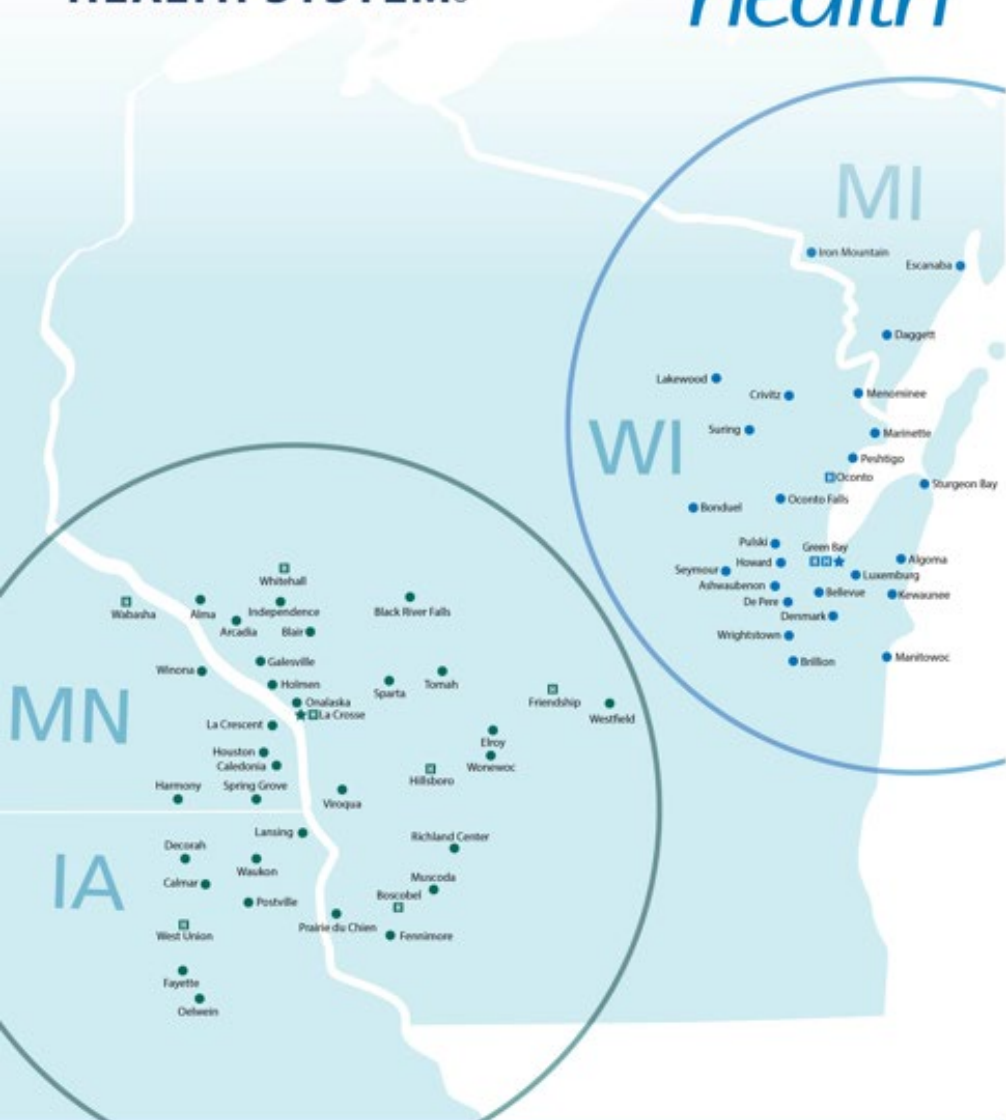 HEALTH SYSTEM®
health
MI
Iron Mountain
Escanaba
Daggett
Lakewood
Crivitz
Menominee
WI
Suring
Marinette
Peshtigo
Oconto
Sturgeon Bay
Oconto Falls
Bonduel
Pulski
Green Bay
Howard
Algoma
Seymour
Luxemburg
Ashwaubenon
Bellevue
Kewaunee
De Pere
Denmark
Wrightstown
Brillion
Manitowoc
Whitehall
Wabasha
Alma
Independence
Black River Falls
Arcadia
Blair
Winona
Galesville
Holmen
Sparta
Tomah
MN
Onalaska
La Crosse
Friendship
Westfield
La Crescent
Elroy
Houston
Caledonia
Wonewoc
Hillsboro
Harmony
Spring Grove
Viroqua
Lansing
Richland Center
IA
Decorah
Waukon
Calmar
Muscoda
Boscobel
Postville
Prairie du Chien
Fennimore
West Union
Fayette
Oelwein